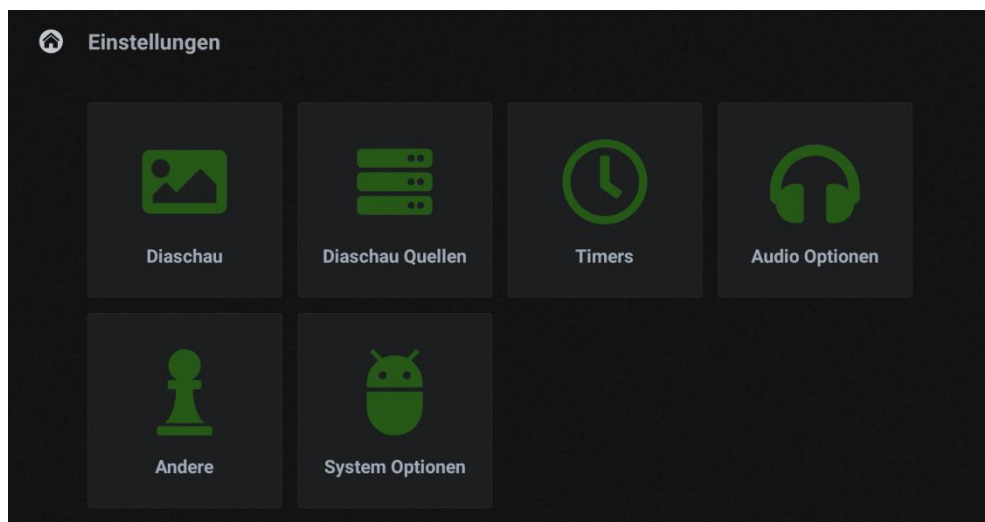 Einstellungen
Diaschau
Diaschau Quellen
Timers
Audio Optionen
Andere
System Optionen